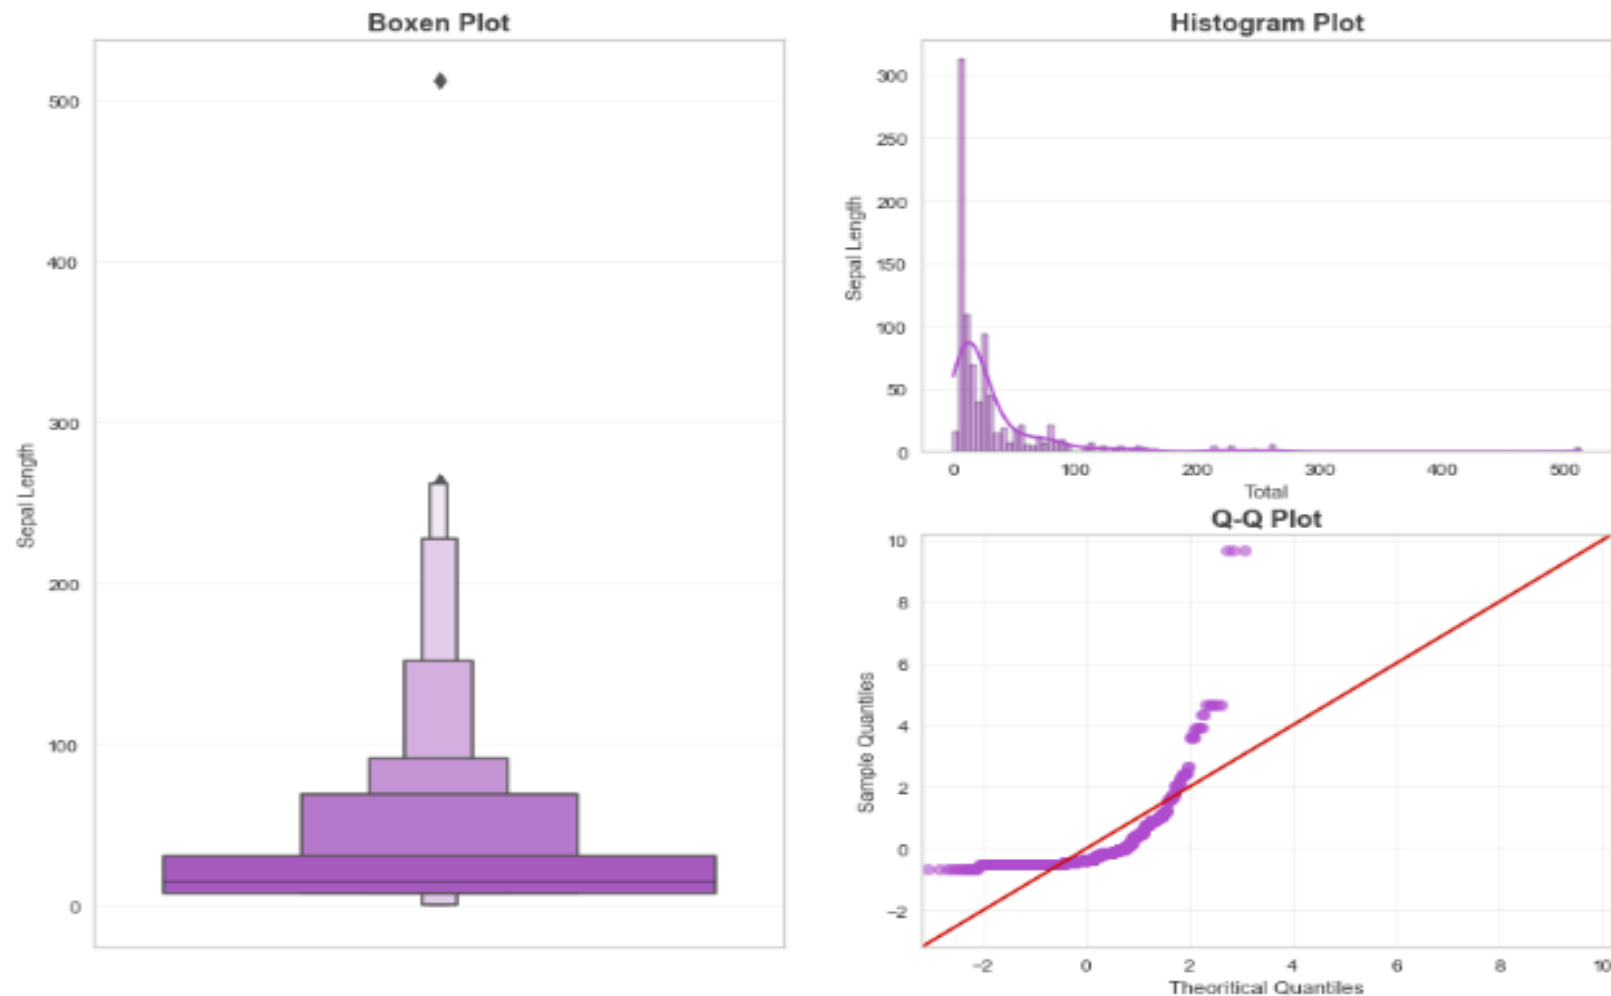 Boxen Plot
500
400
300
200
100
0
Sepal Length
Histogram Plot
300
250
200
150
100
50
0
Sepal Length
0 100 200 300 400 500
Total
Q-Q Plot
10
8
6
4
2
0
−2
Sample Quantiles
−2 0 2 4 6 8 10
Theoritical Quantiles